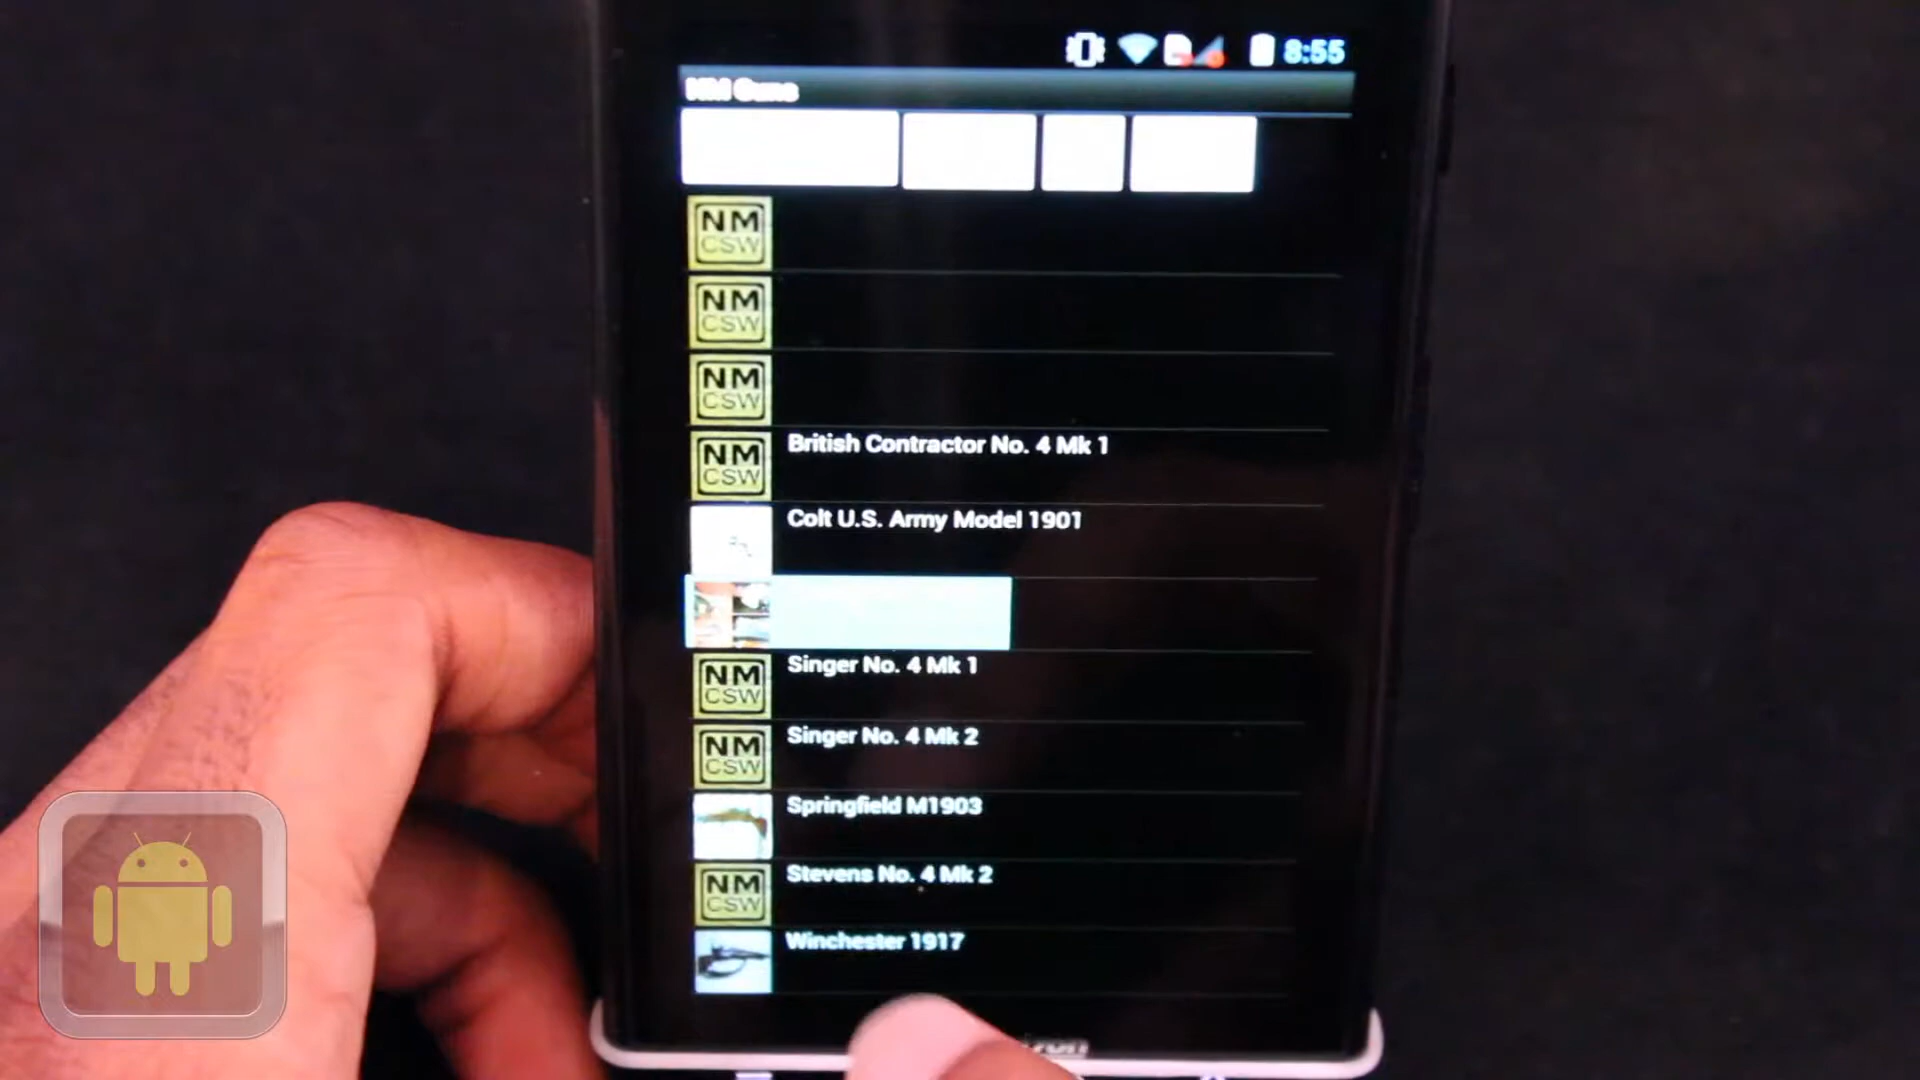 8:55
NM Guns
NM
CSW
NM
CSW
NM
CSW
NM
CSW
British Contractor No. 4 Mk 1
Colt U.S. Army Model 1901
NM
CSW
Singer No. 4 Mk 1
NM
CSW
Singer No. 4 Mk 2
Springfield M1903
NM
CSW
Stevens No. 4 Mk 2
Winchester 1917